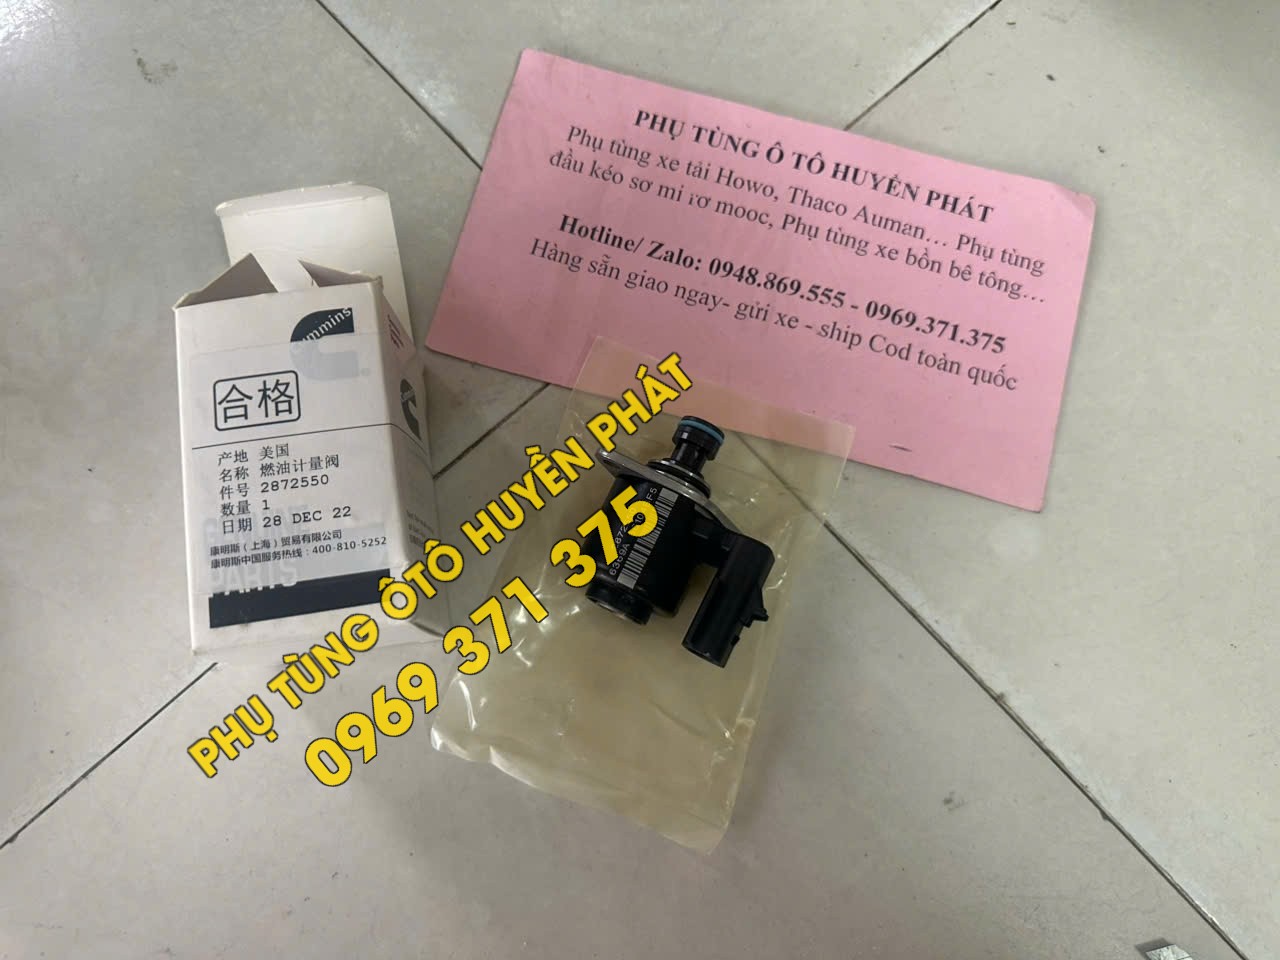 PHỤ TÙNG Ô TÔ HUYỀN PHÁT
Phụ tùng xe tải Howo, Thaco Auman… Phụ tùng
đầu kéo sơ mi rơ mooc, Phụ tùng xe bồn bê tông…
Hotline/ Zalo: 0948.869.555 - 0969.371.375
Hàng sẵn giao ngay- gửi xe - ship Cod toàn quốc
cummins
合格
产地 美国
名称 燃油计量阀
件号 2872550
数量 1
日期 28 DEC 22
康明斯（上海）贸易有限公司
康明斯中国服务热线：400-810-5252
PARTS
PHỤ TÙNG ÔTÔ HUYỀN PHÁT
0969 371 375